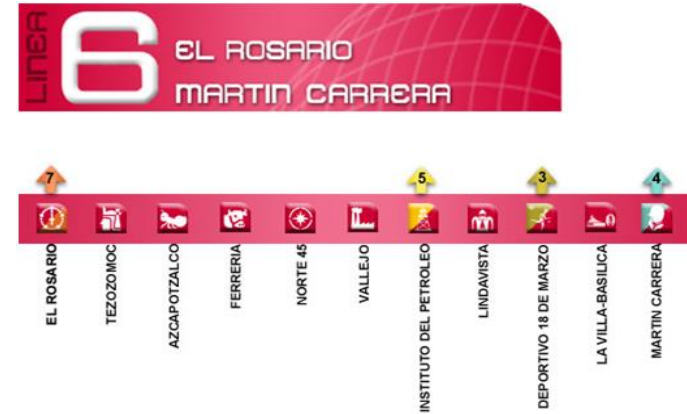 LINEA
6
EL ROSARIO
MARTIN CARRERA
7
5
3
4
EL ROSARIO
TEZOZOMOC
AZCAPOTZALCO
FERRERIA
NORTE 45
VALLEJO
INSTITUTO DEL PETROLEO
LINDAVISTA
DEPORTIVO 18 DE MARZO
LA VILLA-BASILICA
MARTIN CARRERA